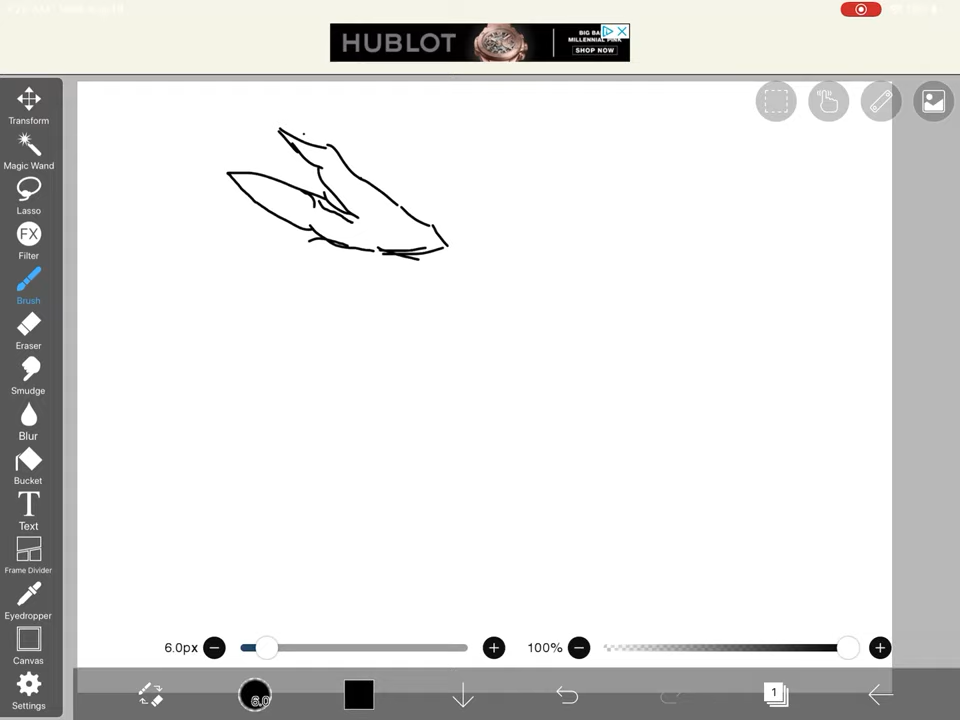 HUBLOT
BIG BA
MILLENNIAL PINK
SHOP NOW
Transform
Magic Wand
Lasso
FX
Filter
Brush
Eraser
Smudge
Blur
Bucket
T
Text
Frame Divider
Eyedropper
Canvas
Settings
6.0px
100%
6.0
1